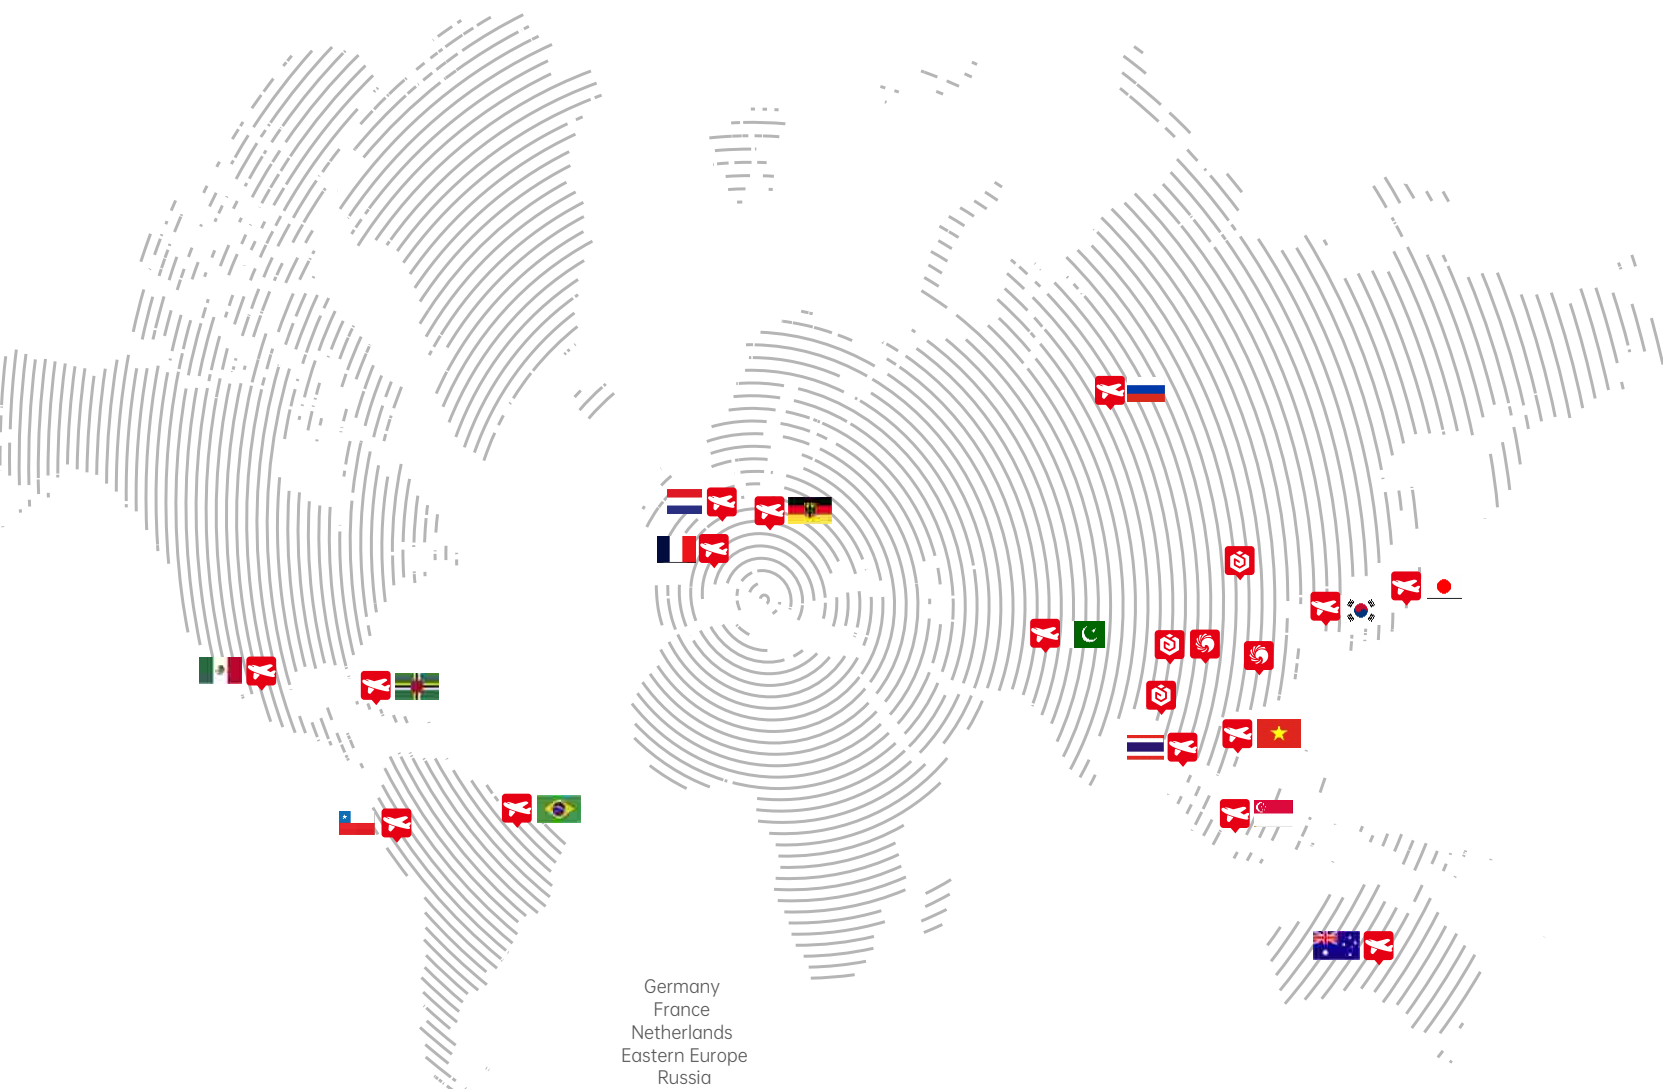 Germany
France
Netherlands
Eastern Europe
Russia